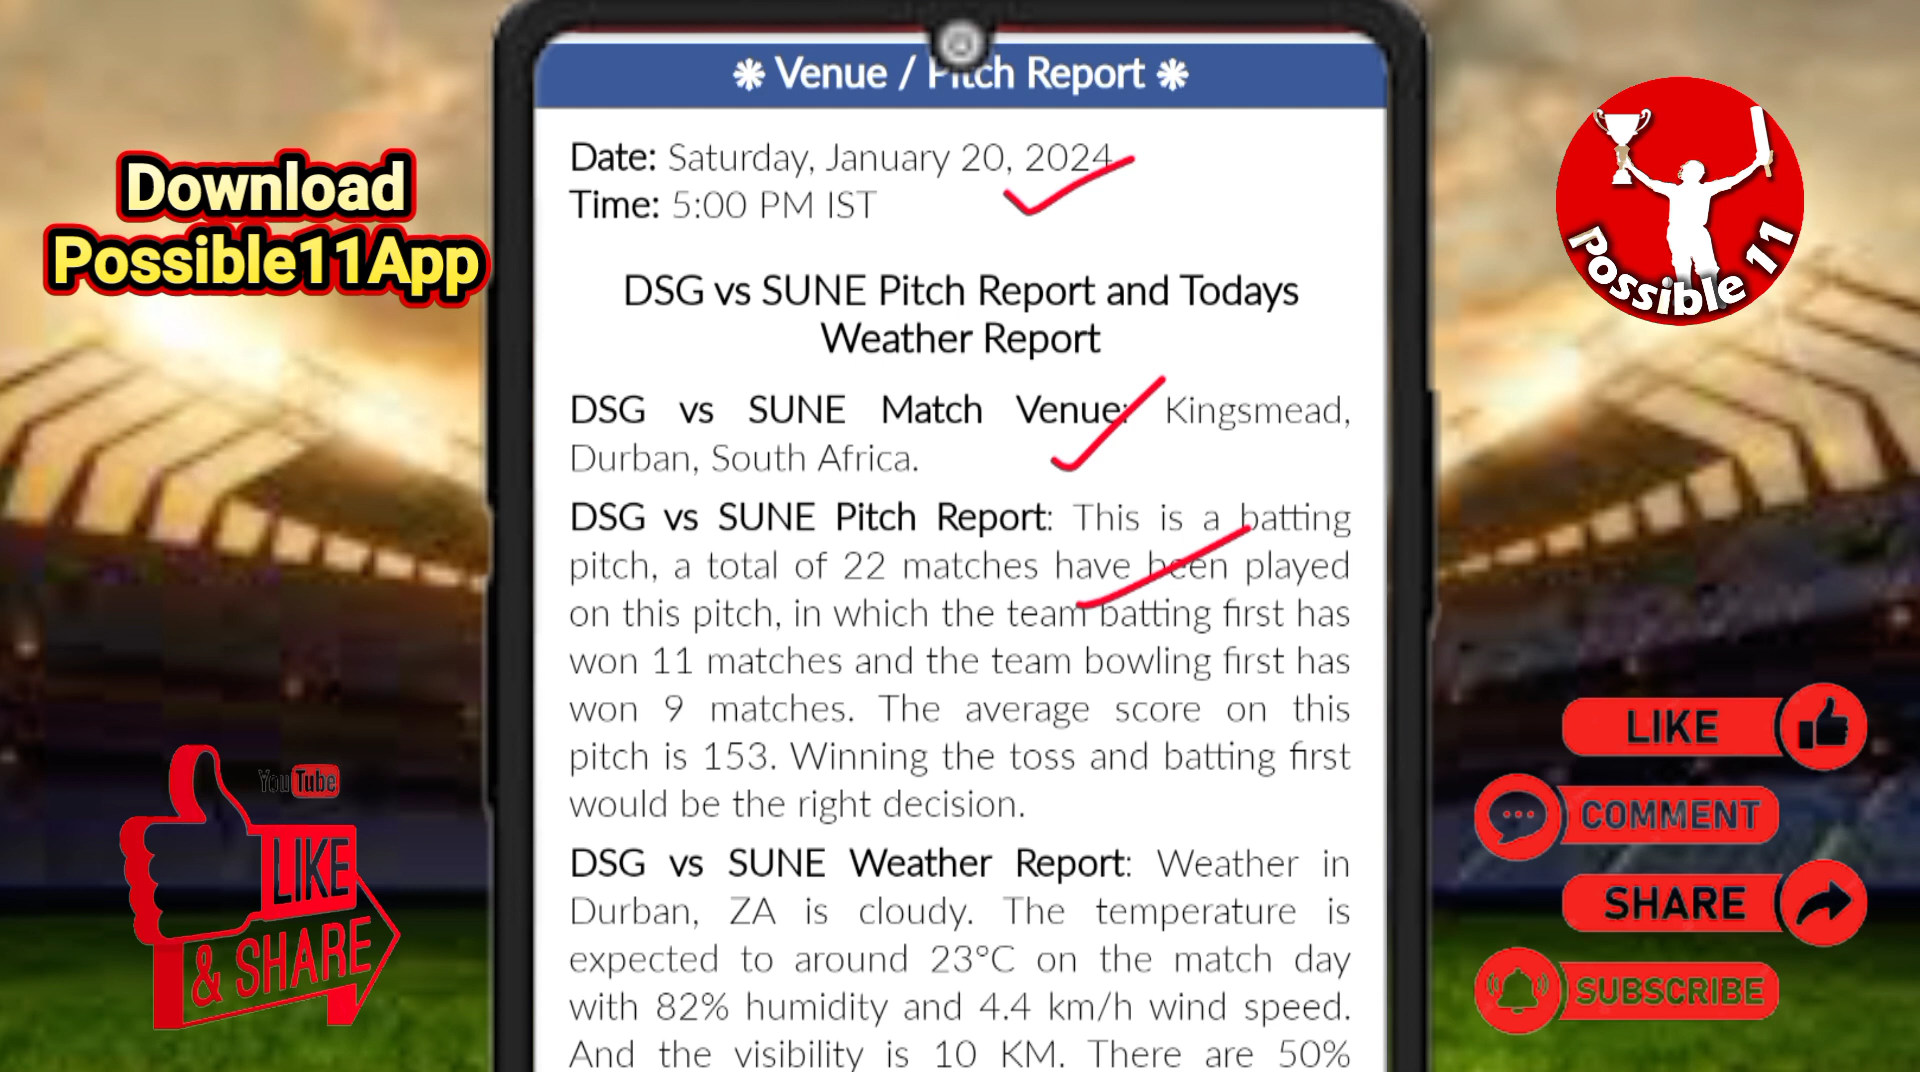 ✱ Venue / Pitch Report ✱
Date: Saturday, January 20, 2024
Time: 5:00 PM IST
DSG vs SUNE Pitch Report and Todays
Weather Report
DSG vs SUNE Match Venue: Kingsmead,
Durban, South Africa.
DSG vs SUNE Pitch Report: This is a batting
pitch, a total of 22 matches have been played
on this pitch, in which the team batting first has
won 11 matches and the team bowling first has
won 9 matches. The average score on this
pitch is 153. Winning the toss and batting first
would be the right decision.
DSG vs SUNE Weather Report: Weather in
Durban, ZA is cloudy. The temperature is
expected to around 23°C on the match day
with 82% humidity and 4.4 km/h wind speed.
And the visibility is 10 KM. There are 50%
Download
Possible11App
YouTube
LIKE
& SHARE
Possible 11
LIKE
COMMENT
SHARE
SUBSCRIBE